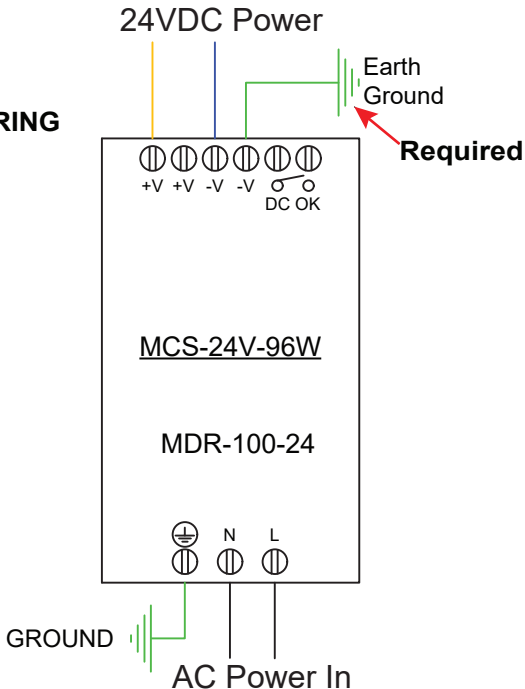 24VDC Power
Earth
Ground
RING
Required
+V +V -V -V
DC OK
MCS-24V-96W
MDR-100-24
N L
GROUND
AC Power In